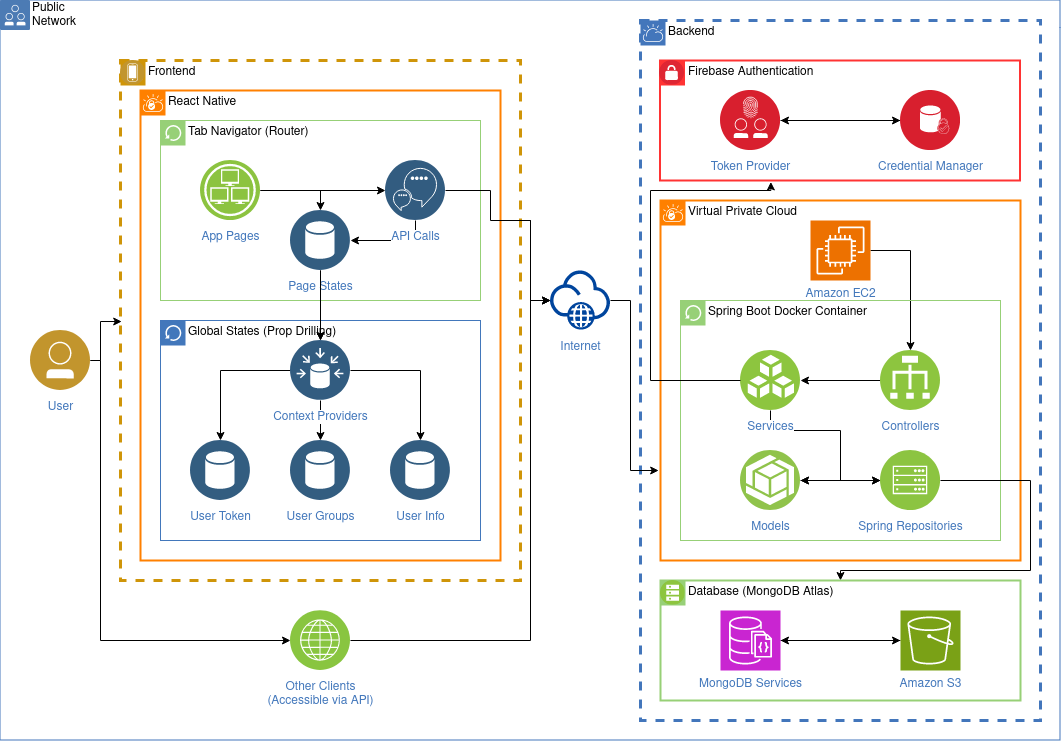 Public
Network
Frontend
React Native
Tab Navigator (Router)
App Pages
API Calls
Page States
Global States (Prop Drilling)
Context Providers
User Token
User Groups
User Info
User
Other Clients
(Accessible via API)
Internet
Backend
Firebase Authentication
Token Provider
Credential Manager
Virtual Private Cloud
Amazon EC2
Spring Boot Docker Container
Services
Controllers
Models
Spring Repositories
Database (MongoDB Atlas)
MongoDB Services
Amazon S3